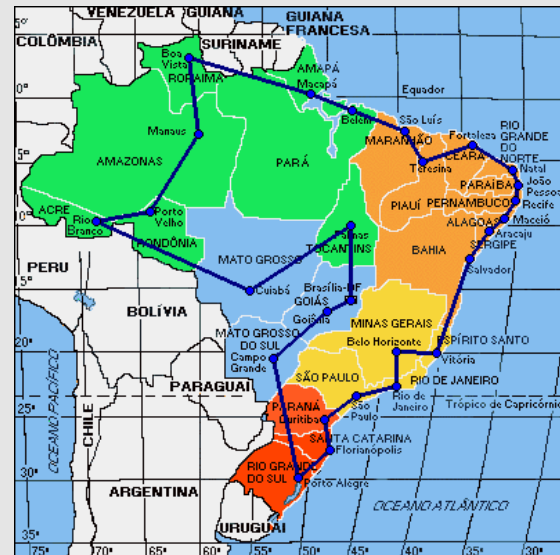 VENEZUELA
GUIANA
GUIANA
FRANCESA
COLÔMBIA
SURINAME
Boa
Vista
RORAIMA
AMAPÁ
Macapá
Equador
0°
Belém
São Luís
Fortaleza
RIO
GRANDE
DO
NORTE
Manaus
MARANHÃO
CEARÁ
Teresina
Natal
AMAZONAS
PARÁ
5°
PARAÍBA
João
Pessoa
PIAUÍ
PERNAMBUCO
Recife
ACRE
Rio
Branco
Porto
Velho
ALAGOAS
Maceió
10°
RONDÔNIA
Palmas
TOCANTINS
Aracaju
SERGIPE
BAHIA
MATO GROSSO
Salvador
PERU
Cuiabá
Brasília-DF
GOIÁS
Goiânia
15°
BOLÍVIA
MINAS GERAIS
MATO GROSSO
DO SUL
Belo Horizonte
ESPÍRITO SANTO
Vitória
Campo
Grande
20°
SÃO PAULO
RIO DE JANEIRO
PARAGUAI
Rio de
Janeiro
Trópico de Capricórnio
São
Paulo
PARANÁ
Curitiba
OCEANO PACÍFICO
CHILE
25°
SANTA CATARINA
Florianópolis
RIO GRANDE
DO SUL
Porto Alegre
30°
ARGENTINA
OCEANO ATLÂNTICO
URUGUAI
35°
75°
70°
65°
60°
55°
50°
45°
40°
35°